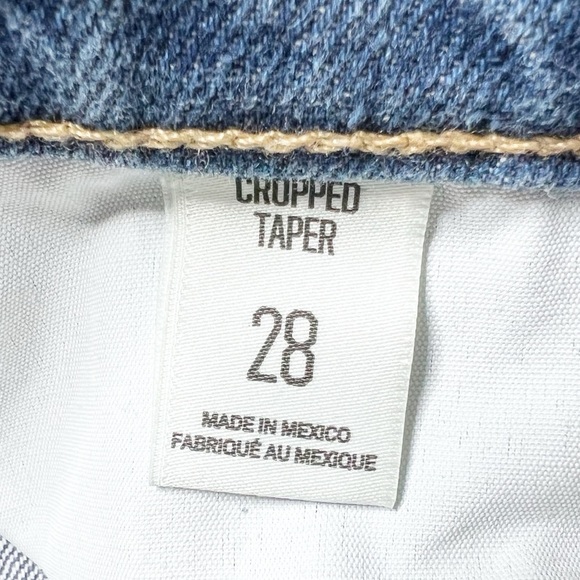 CROPPED
TAPER
28
MADE IN MEXICO
FABRIQUÉ AU MEXIQUE